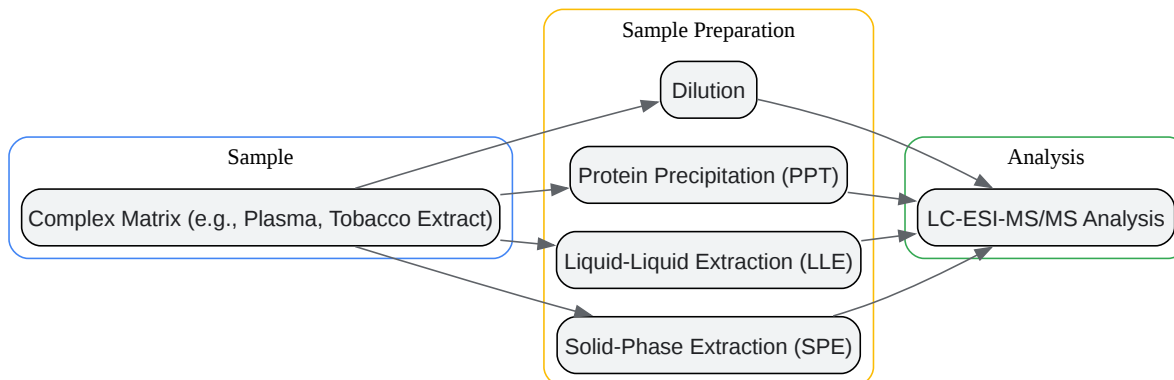 Sample
Complex Matrix (e.g., Plasma, Tobacco Extract)
Sample Preparation
Dilution
Protein Precipitation (PPT)
Liquid-Liquid Extraction (LLE)
Solid-Phase Extraction (SPE)
Analysis
LC-ESI-MS/MS Analysis